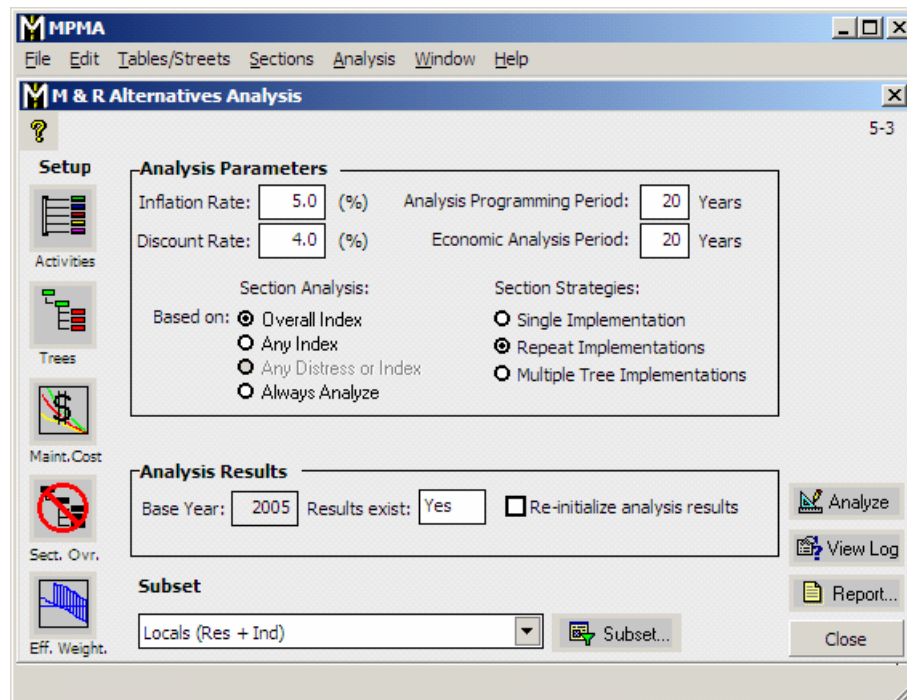 MPMA
File Edit Tables/Streets Sections Analysis Window Help
M & R Alternatives Analysis
5-3
Setup
Activities
Trees
Maint.Cost
Sect. Ovr.
Eff. Weight.
Analysis Parameters
Inflation Rate: 5.0 (%) Analysis Programming Period: 20 Years
Discount Rate: 4.0 (%) Economic Analysis Period: 20 Years
Section Analysis: Section Strategies:
Based on: Overall Index Single Implementation
Any Index Repeat Implementations
Any Distress or Index Multiple Tree Implementations
Always Analyze
Analysis Results
Base Year: 2005 Results exist: Yes Re-initialize analysis results
Subset
Locals (Res + Ind) Subset...
Analyze
View Log
Report...
Close